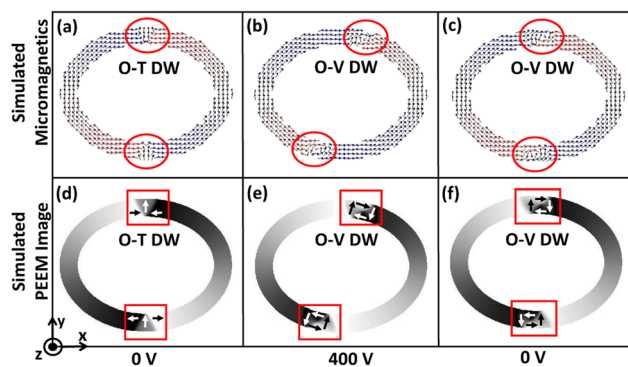 Simulated Micromagnetics
(a)
O-T DW
(b)
O-V DW
(c)
O-V DW
Simulated PEEM Image
(d)
O-T DW
(e)
O-V DW
(f)
O-V DW
y
z
x
0 V
400 V
0 V